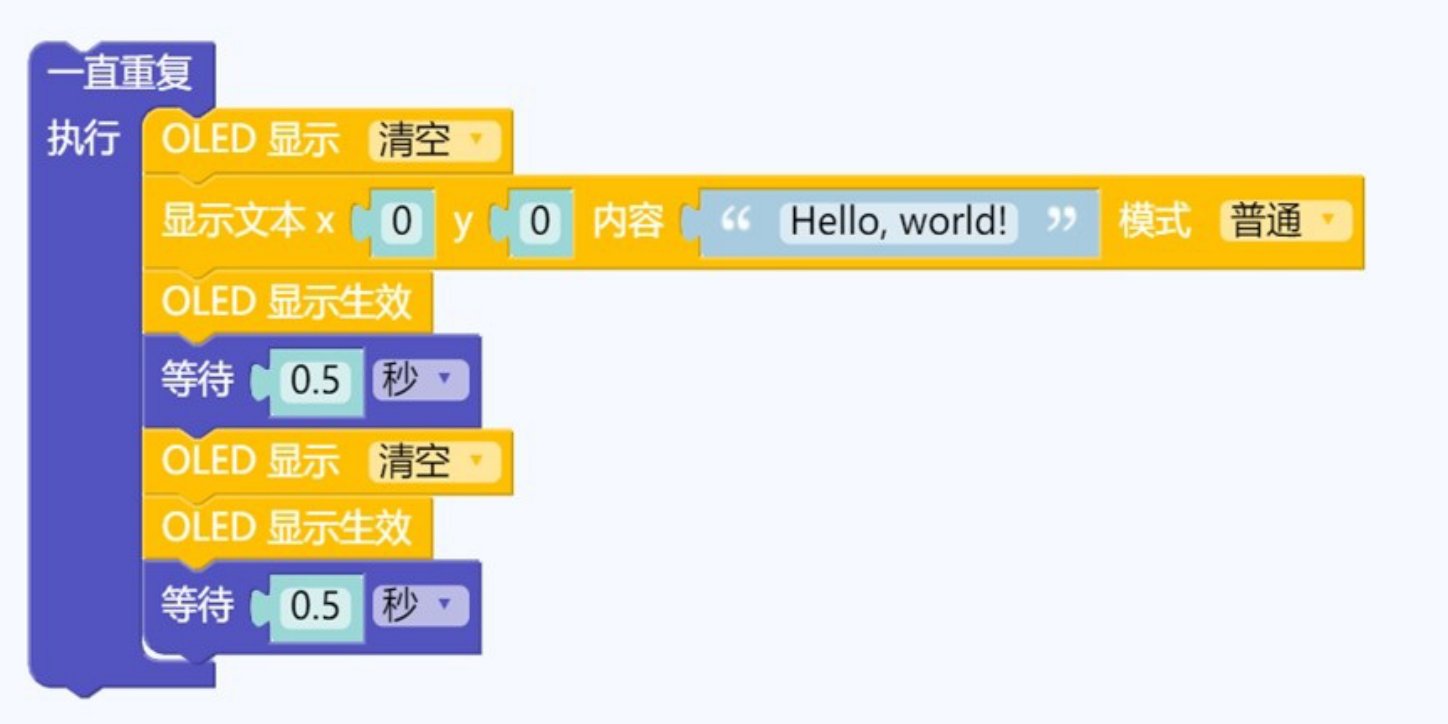 一直重复
执行 OLED 显示 清空
显示文本 x 0 y 0 内容 “ Hello, world! ” 模式 普通
OLED 显示生效
等待 0.5 秒
OLED 显示 清空
OLED 显示生效
等待 0.5 秒